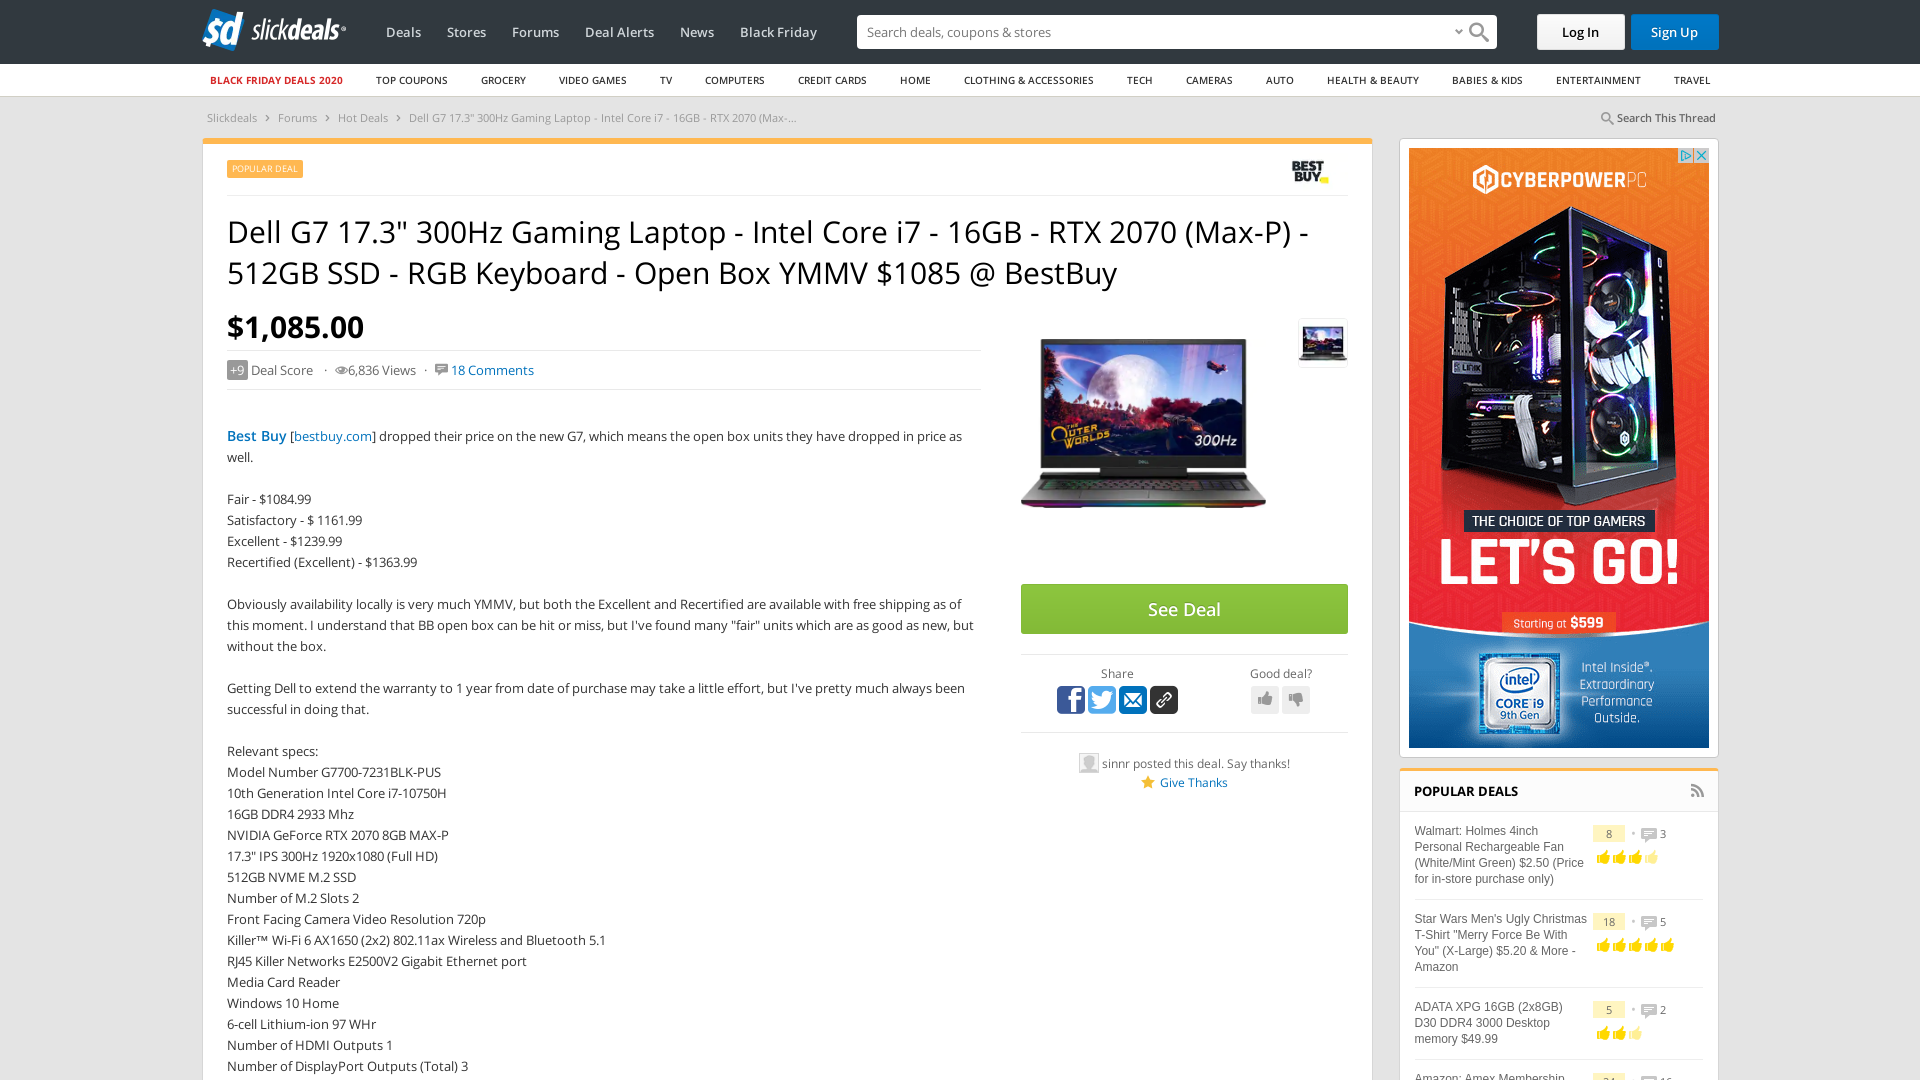 sd slickdeals
Deals Stores Forums Deal Alerts News Black Friday
Search deals, coupons & stores
Log In
Sign Up
BLACK FRIDAY DEALS 2020 TOP COUPONS GROCERY VIDEO GAMES TV COMPUTERS CREDIT CARDS HOME CLOTHING & ACCESSORIES TECH CAMERAS AUTO HEALTH & BEAUTY BABIES & KIDS ENTERTAINMENT TRAVEL
Slickdeals › Forums › Hot Deals › Dell G7 17.3" 300Hz Gaming Laptop - Intel Core i7 - 16GB - RTX 2070 (Max-...
Search This Thread
POPULAR DEAL
BEST BUY
Dell G7 17.3" 300Hz Gaming Laptop - Intel Core i7 - 16GB - RTX 2070 (Max-P) -
512GB SSD - RGB Keyboard - Open Box YMMV $1085 @ BestBuy
$1,085.00
+9 Deal Score · 6,836 Views · 18 Comments
Best Buy [bestbuy.com] dropped their price on the new G7, which means the open box units they have dropped in price as
well.
Fair - $1084.99
Satisfactory - $ 1161.99
Excellent - $1239.99
Recertified (Excellent) - $1363.99
Obviously availability locally is very much YMMV, but both the Excellent and Recertified are available with free shipping as of
this moment. I understand that BB open box can be hit or miss, but I've found many "fair" units which are as good as new, but
without the box.
Getting Dell to extend the warranty to 1 year from date of purchase may take a little effort, but I've pretty much always been
successful in doing that.
Relevant specs:
Model Number G7700-7231BLK-PUS
10th Generation Intel Core i7-10750H
16GB DDR4 2933 Mhz
NVIDIA GeForce RTX 2070 8GB MAX-P
17.3" IPS 300Hz 1920x1080 (Full HD)
512GB NVME M.2 SSD
Number of M.2 Slots 2
Front Facing Camera Video Resolution 720p
Killer™ Wi-Fi 6 AX1650 (2x2) 802.11ax Wireless and Bluetooth 5.1
RJ45 Killer Networks E2500V2 Gigabit Ethernet port
Media Card Reader
Windows 10 Home
6-cell Lithium-ion 97 WHr
Number of HDMI Outputs 1
Number of DisplayPort Outputs (Total) 3
THE OUTER WORLDS
300Hz
See Deal
Share
Good deal?
sinnr posted this deal. Say thanks!
Give Thanks
CYBERPOWERPC
THE CHOICE OF TOP GAMERS
LET'S GO!
Starting at $599
intel
CORE i9
9th Gen
Intel Inside®.
Extraordinary
Performance
Outside.
POPULAR DEALS
Walmart: Holmes 4inch
Personal Rechargeable Fan
(White/Mint Green) $2.50 (Price
for in-store purchase only)
8 • 3
Star Wars Men's Ugly Christmas
T-Shirt "Merry Force Be With
You" (X-Large) $5.20 & More -
Amazon
18 • 5
ADATA XPG 16GB (2x8GB)
D30 DDR4 3000 Desktop
memory $49.99
5 • 2
Amazon: Amex Membership